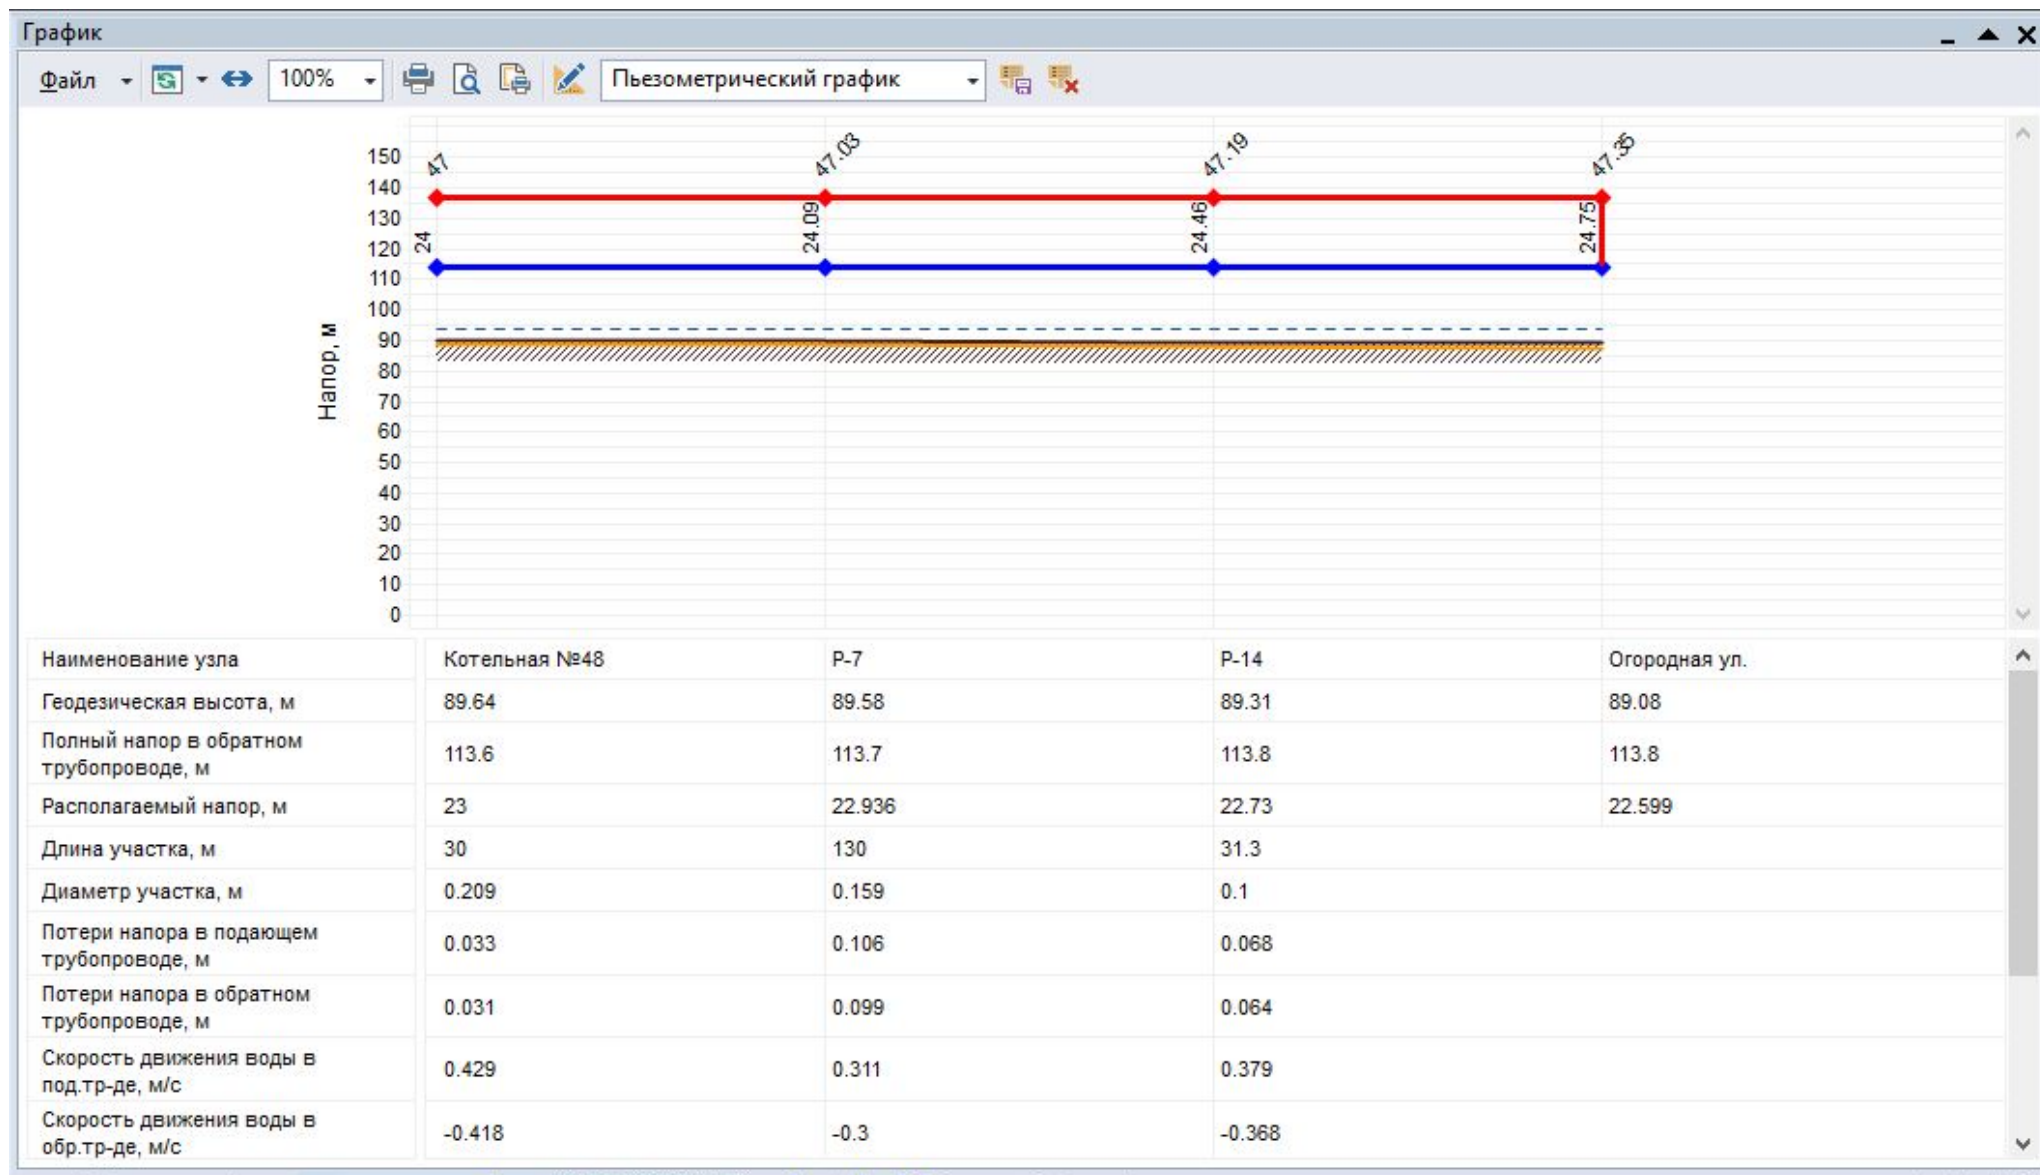 График
Файл 100% Пьезометрический график
47 47.03 47.19 47.35
24 24.09 24.46 24.75
Напор, м
150
140
130
120
110
100
90
80
70
60
50
40
30
20
10
0
Наименование узла Котельная №48 Р-7 Р-14 Огородная ул.
Геодезическая высота, м 89.64 89.58 89.31 89.08
Полный напор в обратном
трубопроводе, м 113.6 113.7 113.8 113.8
Располагаемый напор, м 23 22.936 22.73 22.599
Длина участка, м 30 130 31.3
Диаметр участка, м 0.209 0.159 0.1
Потери напора в подающем
трубопроводе, м 0.033 0.106 0.068
Потери напора в обратном
трубопроводе, м 0.031 0.099 0.064
Скорость движения воды в
под.тр-де, м/с 0.429 0.311 0.379
Скорость движения воды в
обр.тр-де, м/с -0.418 -0.3 -0.368